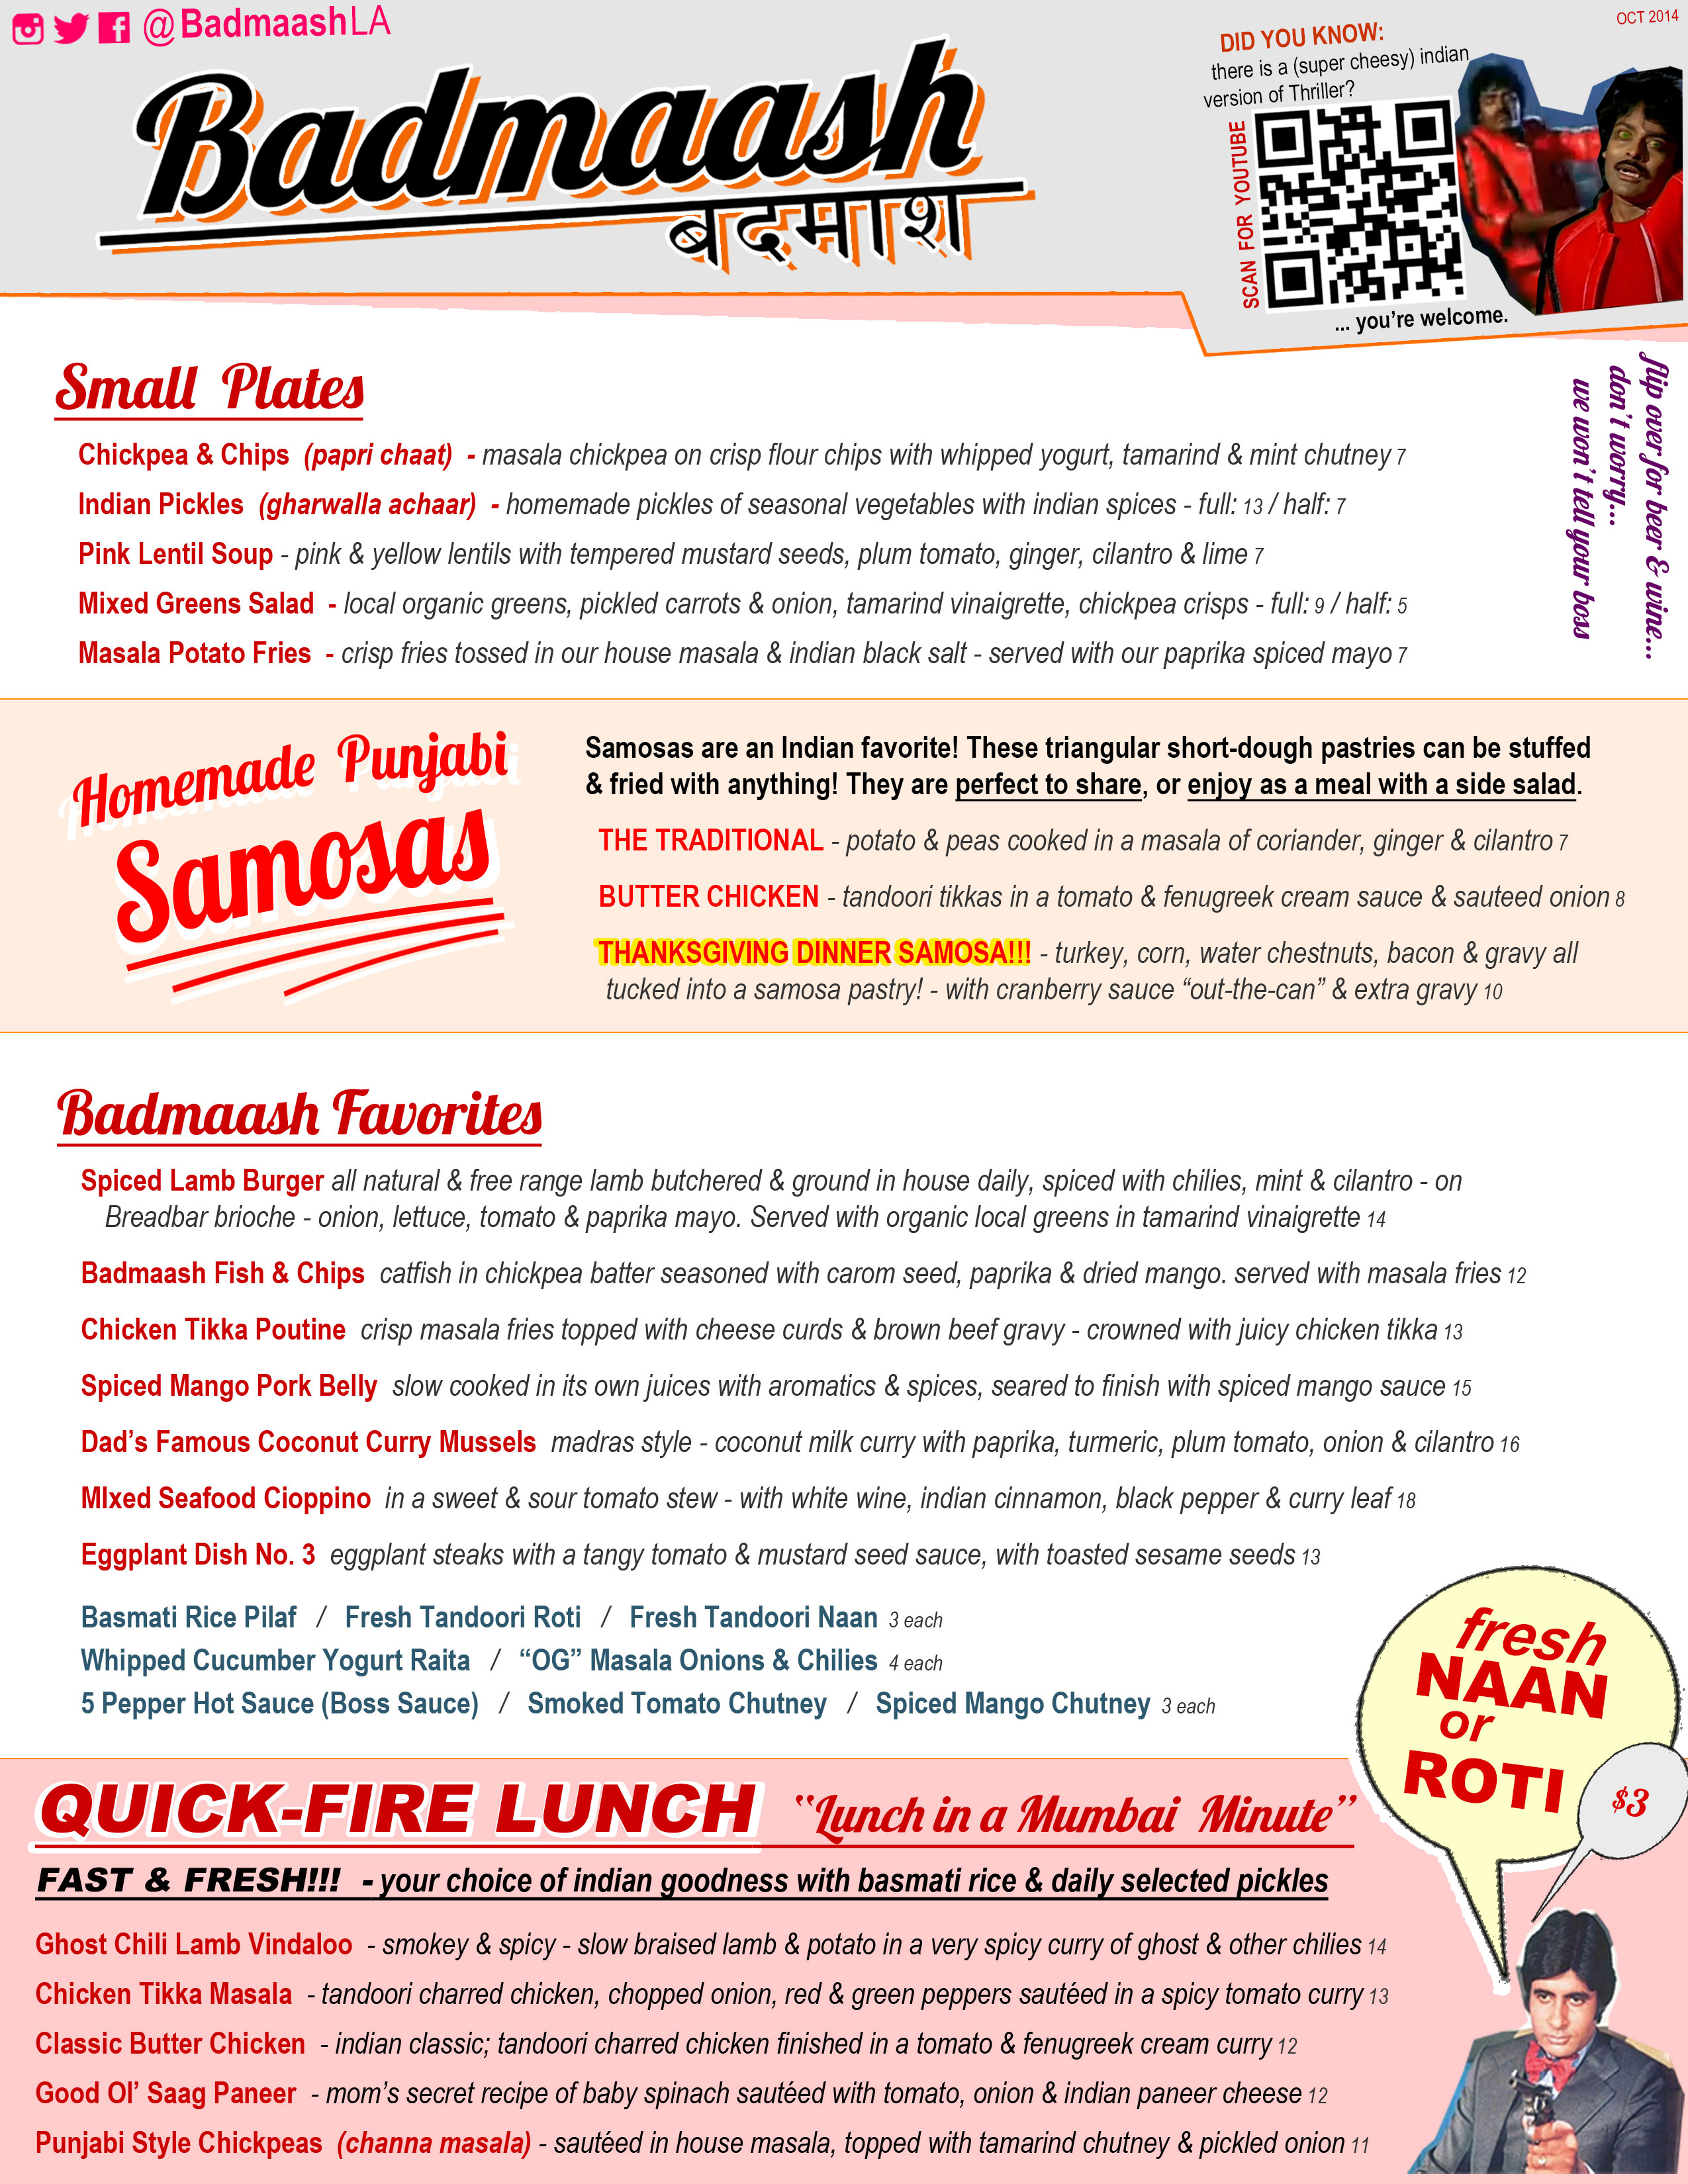 @BadmaashLA
OCT 2014
Badmaash
बदमाश
DID YOU KNOW:
there is a (super cheesy) indian
version of Thriller?
SCAN FOR YOUTUBE
... you're welcome.
flip over for beer & wine...
don't worry...
we won't tell your boss
Small Plates
Chickpea & Chips (papri chaat) - masala chickpea on crisp flour chips with whipped yogurt, tamarind & mint chutney 7
Indian Pickles (gharwalla achaar) - homemade pickles of seasonal vegetables with indian spices - full: 13 / half: 7
Pink Lentil Soup - pink & yellow lentils with tempered mustard seeds, plum tomato, ginger, cilantro & lime 7
Mixed Greens Salad - local organic greens, pickled carrots & onion, tamarind vinaigrette, chickpea crisps - full: 9 / half: 5
Masala Potato Fries - crisp fries tossed in our house masala & indian black salt - served with our paprika spiced mayo 7
Homemade Punjabi
Samosas
Samosas are an Indian favorite! These triangular short-dough pastries can be stuffed
& fried with anything! They are perfect to share, or enjoy as a meal with a side salad.
THE TRADITIONAL - potato & peas cooked in a masala of coriander, ginger & cilantro 7
BUTTER CHICKEN - tandoori tikkas in a tomato & fenugreek cream sauce & sauteed onion 8
THANKSGIVING DINNER SAMOSA!!! - turkey, corn, water chestnuts, bacon & gravy all
tucked into a samosa pastry! - with cranberry sauce “out-the-can” & extra gravy 10
Badmaash Favorites
Spiced Lamb Burger all natural & free range lamb butchered & ground in house daily, spiced with chilies, mint & cilantro - on
Breadbar brioche - onion, lettuce, tomato & paprika mayo. Served with organic local greens in tamarind vinaigrette 14
Badmaash Fish & Chips catfish in chickpea batter seasoned with carom seed, paprika & dried mango. served with masala fries 12
Chicken Tikka Poutine crisp masala fries topped with cheese curds & brown beef gravy - crowned with juicy chicken tikka 13
Spiced Mango Pork Belly slow cooked in its own juices with aromatics & spices, seared to finish with spiced mango sauce 15
Dad's Famous Coconut Curry Mussels madras style - coconut milk curry with paprika, turmeric, plum tomato, onion & cilantro 16
MIxed Seafood Cioppino in a sweet & sour tomato stew - with white wine, indian cinnamon, black pepper & curry leaf 18
Eggplant Dish No. 3 eggplant steaks with a tangy tomato & mustard seed sauce, with toasted sesame seeds 13
Basmati Rice Pilaf / Fresh Tandoori Roti / Fresh Tandoori Naan 3 each
Whipped Cucumber Yogurt Raita / “OG” Masala Onions & Chilies 4 each
5 Pepper Hot Sauce (Boss Sauce) / Smoked Tomato Chutney / Spiced Mango Chutney 3 each
fresh
NAAN
or
ROTI
$3
QUICK-FIRE LUNCH “Lunch in a Mumbai Minute”
FAST & FRESH!!! - your choice of indian goodness with basmati rice & daily selected pickles
Ghost Chili Lamb Vindaloo - smokey & spicy - slow braised lamb & potato in a very spicy curry of ghost & other chilies 14
Chicken Tikka Masala - tandoori charred chicken, chopped onion, red & green peppers sautéed in a spicy tomato curry 13
Classic Butter Chicken - indian classic; tandoori charred chicken finished in a tomato & fenugreek cream curry 12
Good Ol’ Saag Paneer - mom’s secret recipe of baby spinach sautéed with tomato, onion & indian paneer cheese 12
Punjabi Style Chickpeas (channa masala) - sautéed in house masala, topped with tamarind chutney & pickled onion 11